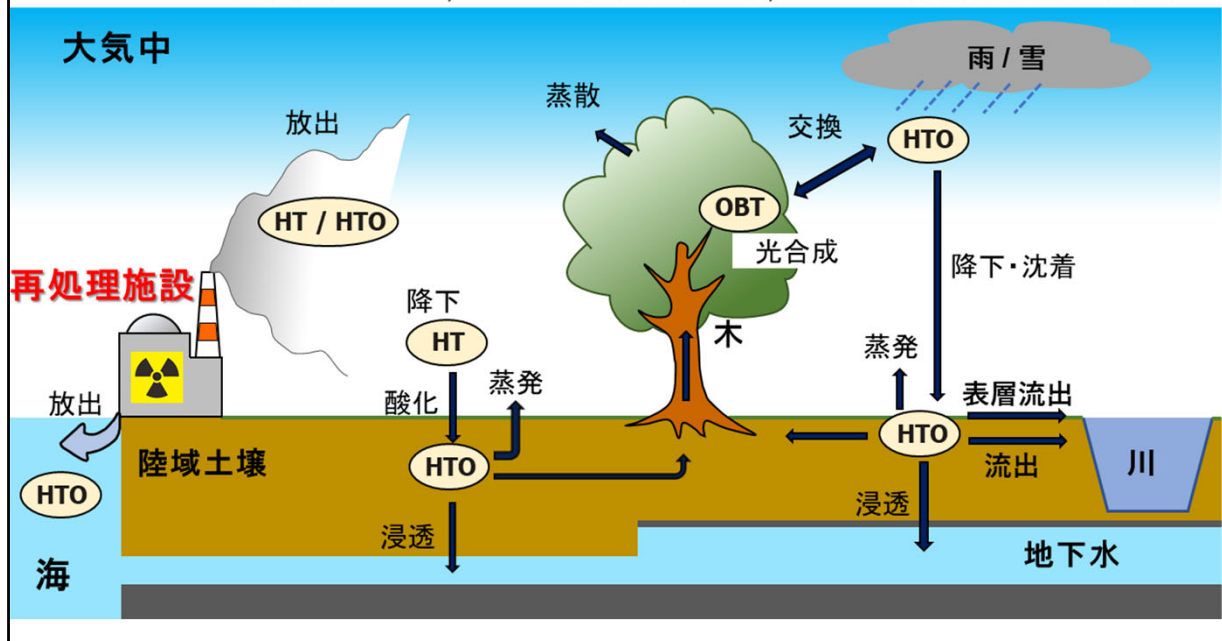 大気中
雨 / 雪
蒸散
放出
交換
HTO
HT / HTO
OBT
光合成
再処理施設
降下・沈着
降下
HT
木
蒸発
蒸発
放出
酸化
表層流出
HTO
陸域土壌
HTO
流出
川
HTO
浸透
浸透
地下水
海